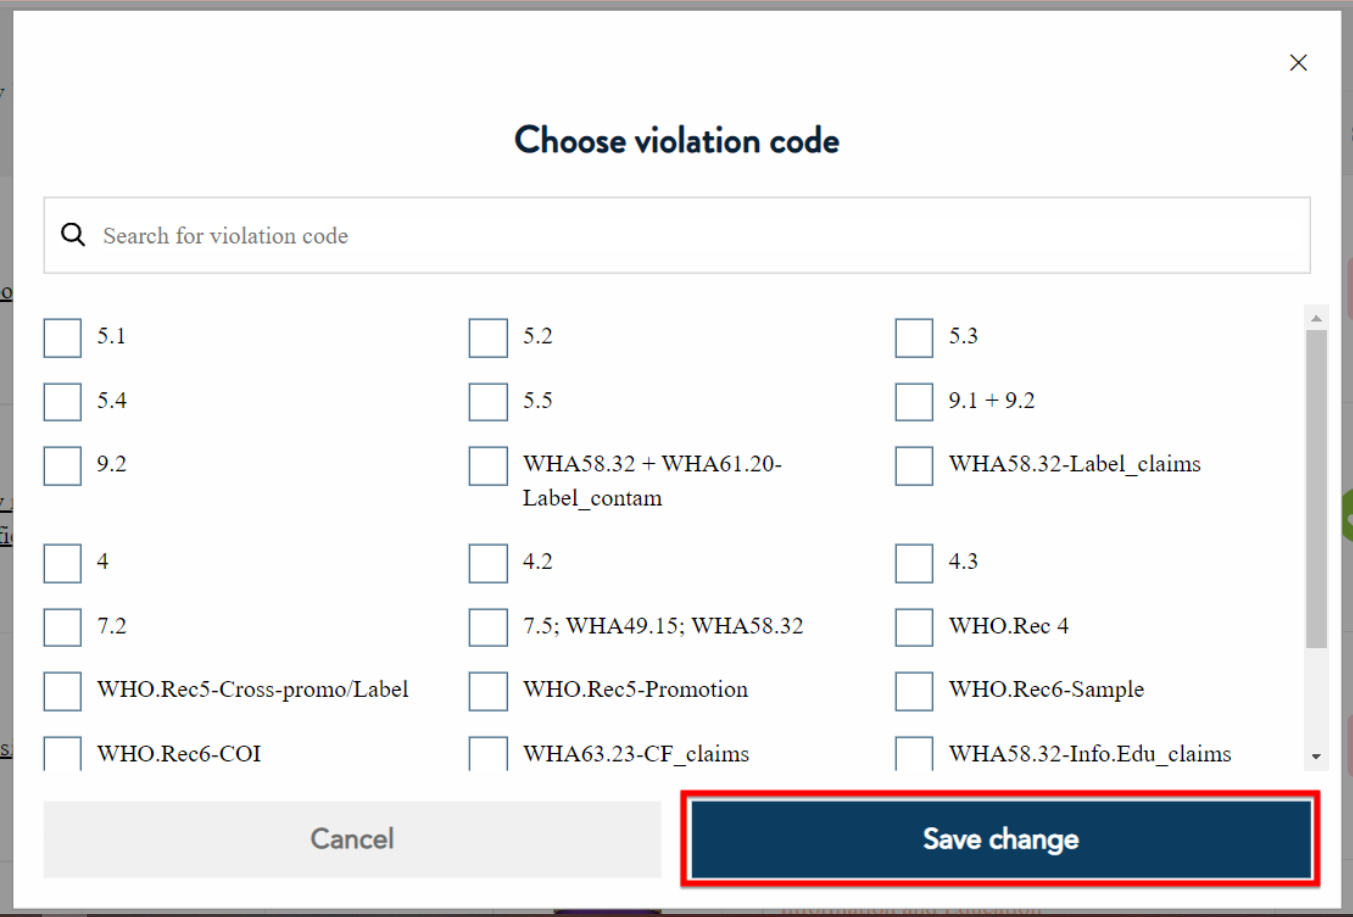 Choose violation code
Search for violation code
5.1
5.2
5.3
5.4
5.5
9.1 + 9.2
9.2
WHA58.32 + WHA61.20-
Label_contam
WHA58.32-Label_claims
4
4.2
4.3
7.2
7.5; WHA49.15; WHA58.32
WHO.Rec 4
WHO.Rec5-Cross-promo/Label
WHO.Rec5-Promotion
WHO.Rec6-Sample
WHO.Rec6-COI
WHA63.23-CF_claims
WHA58.32-Info.Edu_claims
Cancel
Save change